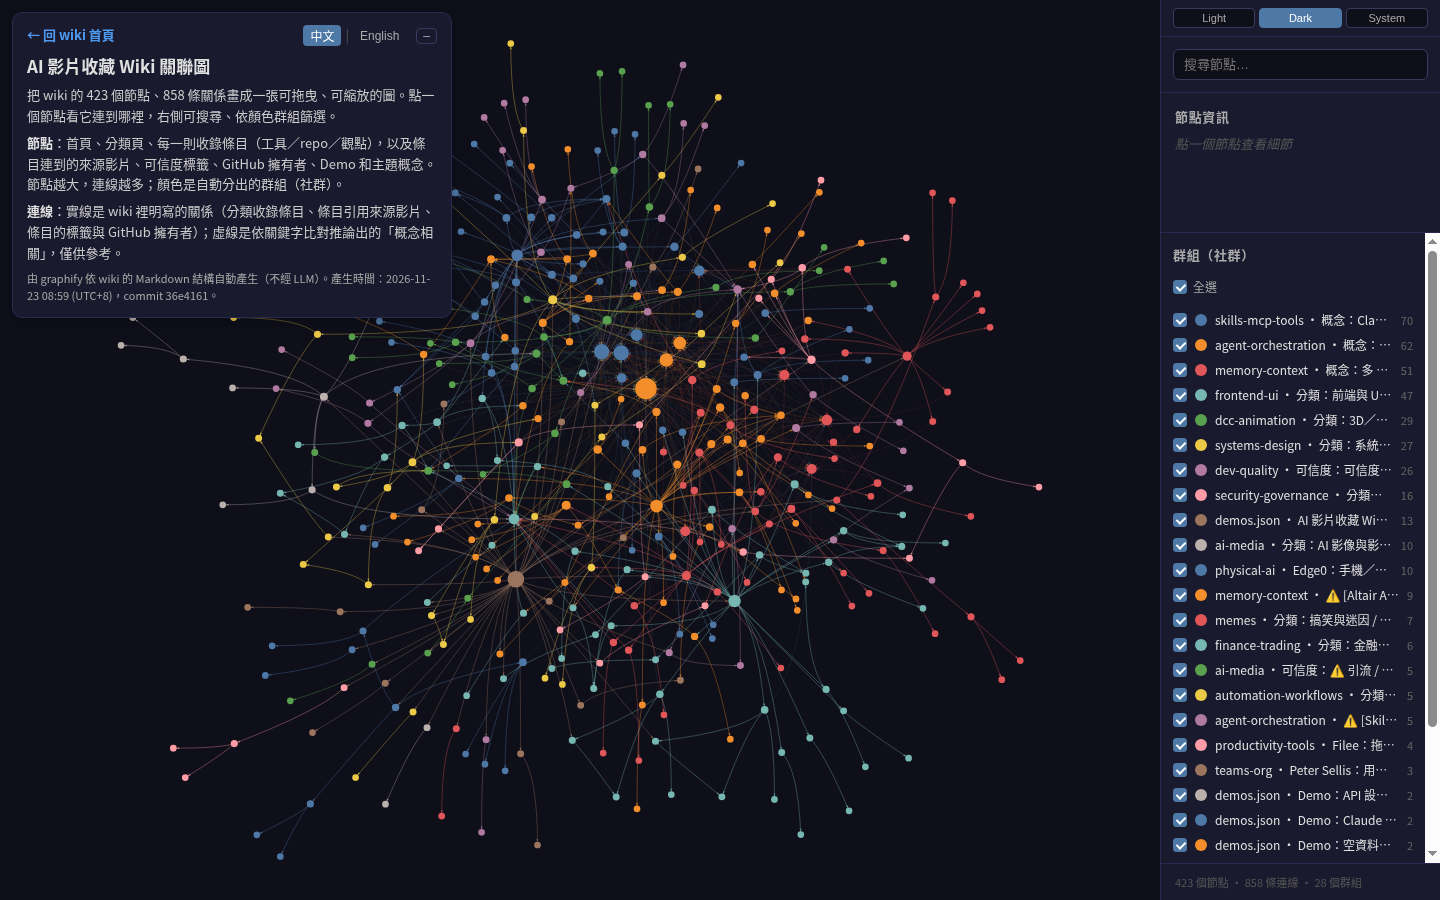 ← 回 wiki 首頁
中文
English
–
AI 影片收藏 Wiki 關聯圖
把 wiki 的 423 個節點、858 條關係畫成一張可拖曳、可縮放的圖。點一
個節點看它連到哪裡，右側可搜尋、依顏色群組篩選。
節點：首頁、分類頁、每一則收錄條目（工具／repo／觀點），以及條
目連到的來源影片、可信度標籤、GitHub 擁有者、Demo 和主題概念。
節點越大，連線越多；顏色是自動分出的群組（社群）。
連線：實線是 wiki 裡明寫的關係（分類收錄條目、條目引用來源影片、
條目的標籤與 GitHub 擁有者）；虛線是依關鍵字比對推論出的「概念相
關」，僅供參考。
由 graphify 依 wiki 的 Markdown 結構自動產生（不經 LLM）。產生時間：2026-11-
23 08:59 (UTC+8)，commit 36e4161。
Light
Dark
System
搜尋節點…
節點資訊
點一個節點查看細節
群組（社群）
全選
skills-mcp-tools · 概念：Cla… 70
agent-orchestration · 概念：… 62
memory-context · 概念：多 … 51
frontend-ui · 分類：前端與 U… 47
dcc-animation · 分類：3D／… 29
systems-design · 分類：系統… 27
dev-quality · 可信度：可信度… 26
security-governance · 分類… 16
demos.json · AI 影片收藏 Wi… 13
ai-media · 分類：AI 影像與影… 10
physical-ai · Edge0：手機／… 10
memory-context · ⚠️ [Altair A… 9
memes · 分類：搞笑與迷因 / … 7
finance-trading · 分類：金融… 6
ai-media · 可信度：⚠️ 引流 / … 5
automation-workflows · 分類… 5
agent-orchestration · ⚠️ [Skil… 5
productivity-tools · Filee：拖… 4
teams-org · Peter Sellis：用… 3
demos.json · Demo：API 設… 2
demos.json · Demo：Claude … 2
demos.json · Demo：空資料… 2
423 個節點 · 858 條連線 · 28 個群組